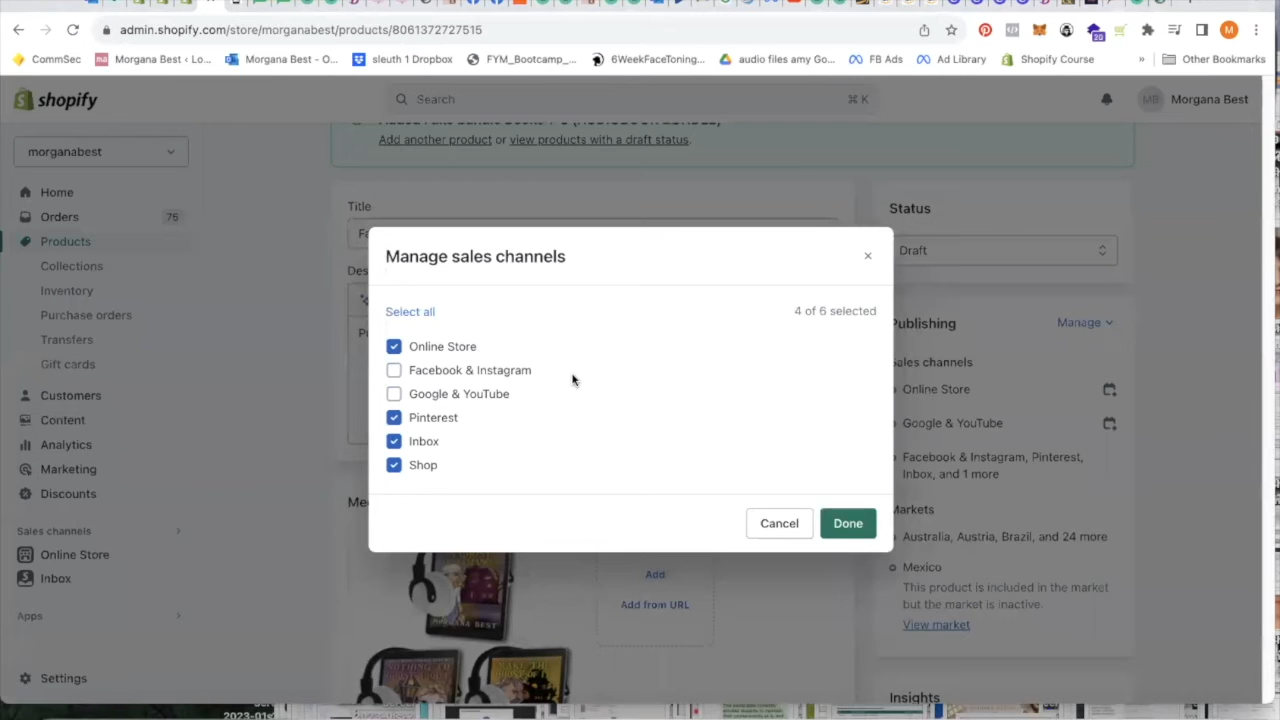 admin.shopify.com/store/morganabest/products/8061372727515
20
M
CommSec
Morgana Best ‹ Lo...
Morgana Best - O...
sleuth 1 Dropbox
FYM_Bootcamp_...
6WeekFaceToning...
audio files amy Go...
FB Ads
Ad Library
Shopify Course
»
Other Bookmarks
shopify
Search
⌘ K
MB
Morgana Best
morganabest
Add another product or view products with a draft status.
Home
Orders
76
Products
Collections
Inventory
Purchase orders
Transfers
Gift cards
Customers
Content
Analytics
Marketing
Discounts
Sales channels
Online Store
Inbox
Apps
Settings
Title
Manage sales channels
Select all
4 of 6 selected
Online Store
Facebook & Instagram
Google & YouTube
Pinterest
Inbox
Shop
Cancel
Done
Add
Add from URL
MORGANA BEST
Status
Draft
Publishing
Manage
Sales channels
Online Store
Google & YouTube
Facebook & Instagram, Pinterest,
Inbox, and 1 more
Markets
Australia, Austria, Brazil, and 24 more
Mexico
This product is included in the market
but the market is inactive.
View market
Insights